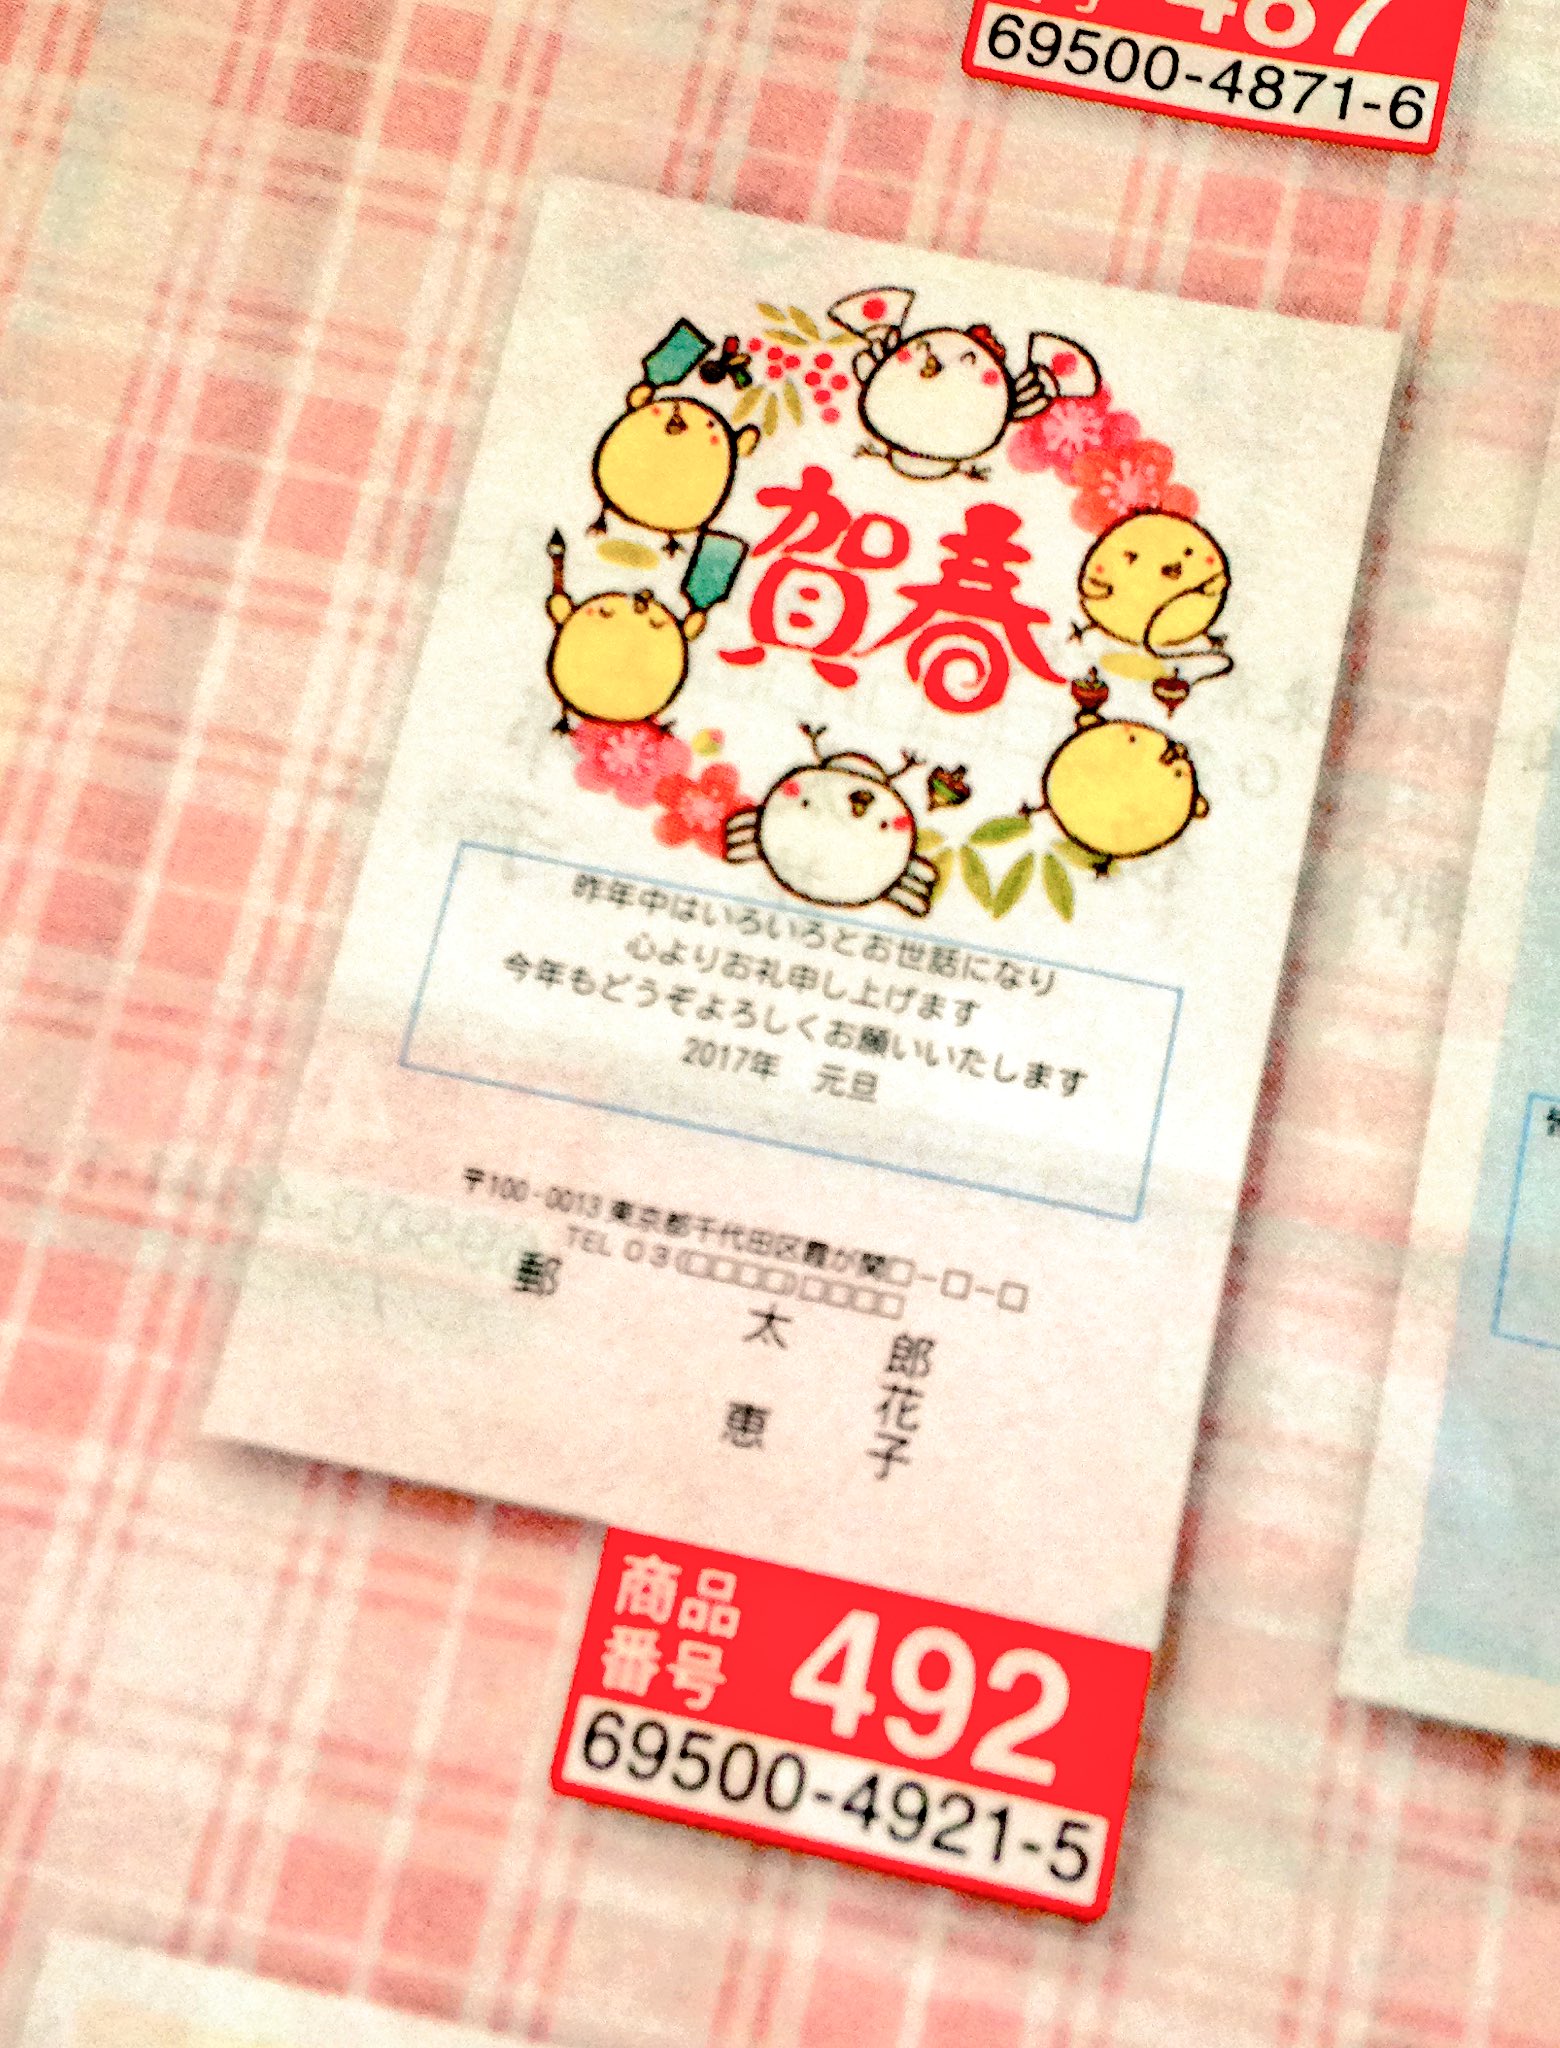 487
69500-4871-6
賀春
昨年中はいろいろとお世話になり
心よりお礼申し上げます
今年もどうぞよろしくお願いいたします
2017年 元旦
〒100-0013 東京都千代田区霞が関□-□-□
TEL 03(□□□□)□□□□
郵 太 郎
花
恵 子
商品番号 492
69500-4921-5